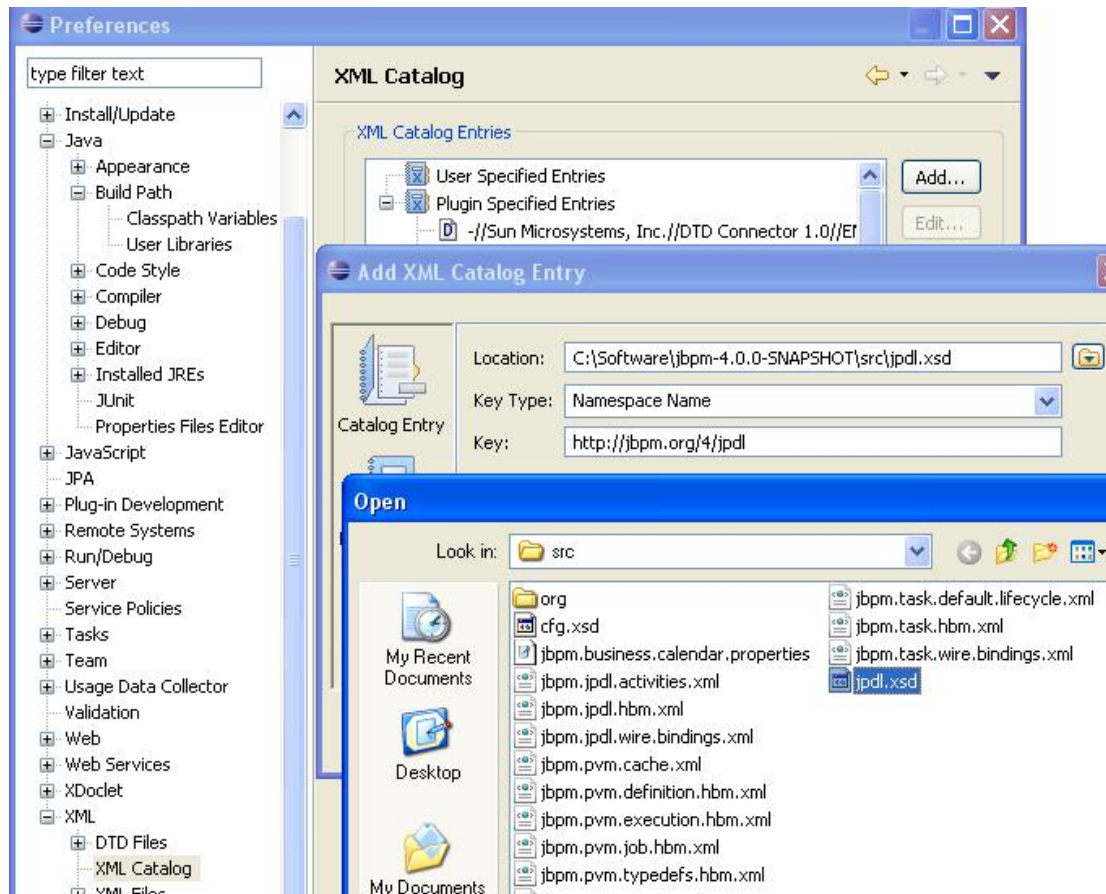 Preferences
type filter text
Install/Update
Java
Appearance
Build Path
Classpath Variables
User Libraries
Code Style
Compiler
Debug
Editor
Installed JREs
JUnit
Properties Files Editor
JavaScript
JPA
Plug-in Development
Remote Systems
Run/Debug
Server
Service Policies
Tasks
Team
Usage Data Collector
Validation
Web
Web Services
XDoclet
XML
DTD Files
XML Catalog
XML Files
XML Catalog
XML Catalog Entries
User Specified Entries
Plugin Specified Entries
-//Sun Microsystems, Inc.//DTD Connector 1.0//EN
Add...
Edit...
Add XML Catalog Entry
Catalog Entry
Location: C:\Software\jbpm-4.0.0-SNAPSHOT\src\jpdl.xsd
Key Type: Namespace Name
Key: http://jbpm.org/4/jpdl
Open
Look in: src
My Recent Documents
Desktop
My Documents
org
cfg.xsd
jbpm.business.calendar.properties
jbpm.jpdl.activities.xml
jbpm.jpdl.hbm.xml
jbpm.jpdl.wire.bindings.xml
jbpm.pvm.cache.xml
jbpm.pvm.definition.hbm.xml
jbpm.pvm.execution.hbm.xml
jbpm.pvm.job.hbm.xml
jbpm.pvm.typedefs.hbm.xml
jbpm.task.default.lifecycle.xml
jbpm.task.hbm.xml
jbpm.task.wire.bindings.xml
jpdl.xsd